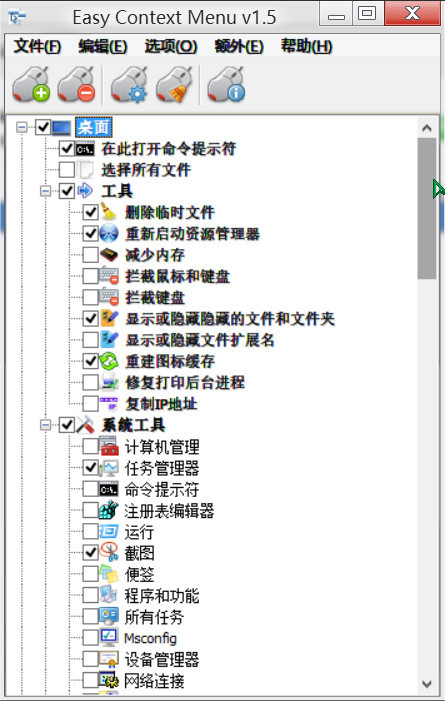 Easy Context Menu v1.5
文件(F) 编辑(E) 选项(O) 额外(E) 帮助(H)
桌面
在此打开命令提示符
选择所有文件
工具
删除临时文件
重新启动资源管理器
减少内存
拦截鼠标和键盘
拦截键盘
显示或隐藏隐藏的文件和文件夹
显示或隐藏文件扩展名
重建图标缓存
修复打印后台进程
复制IP地址
系统工具
计算机管理
任务管理器
命令提示符
注册表编辑器
运行
截图
便签
程序和功能
所有任务
Msconfig
设备管理器
网络连接